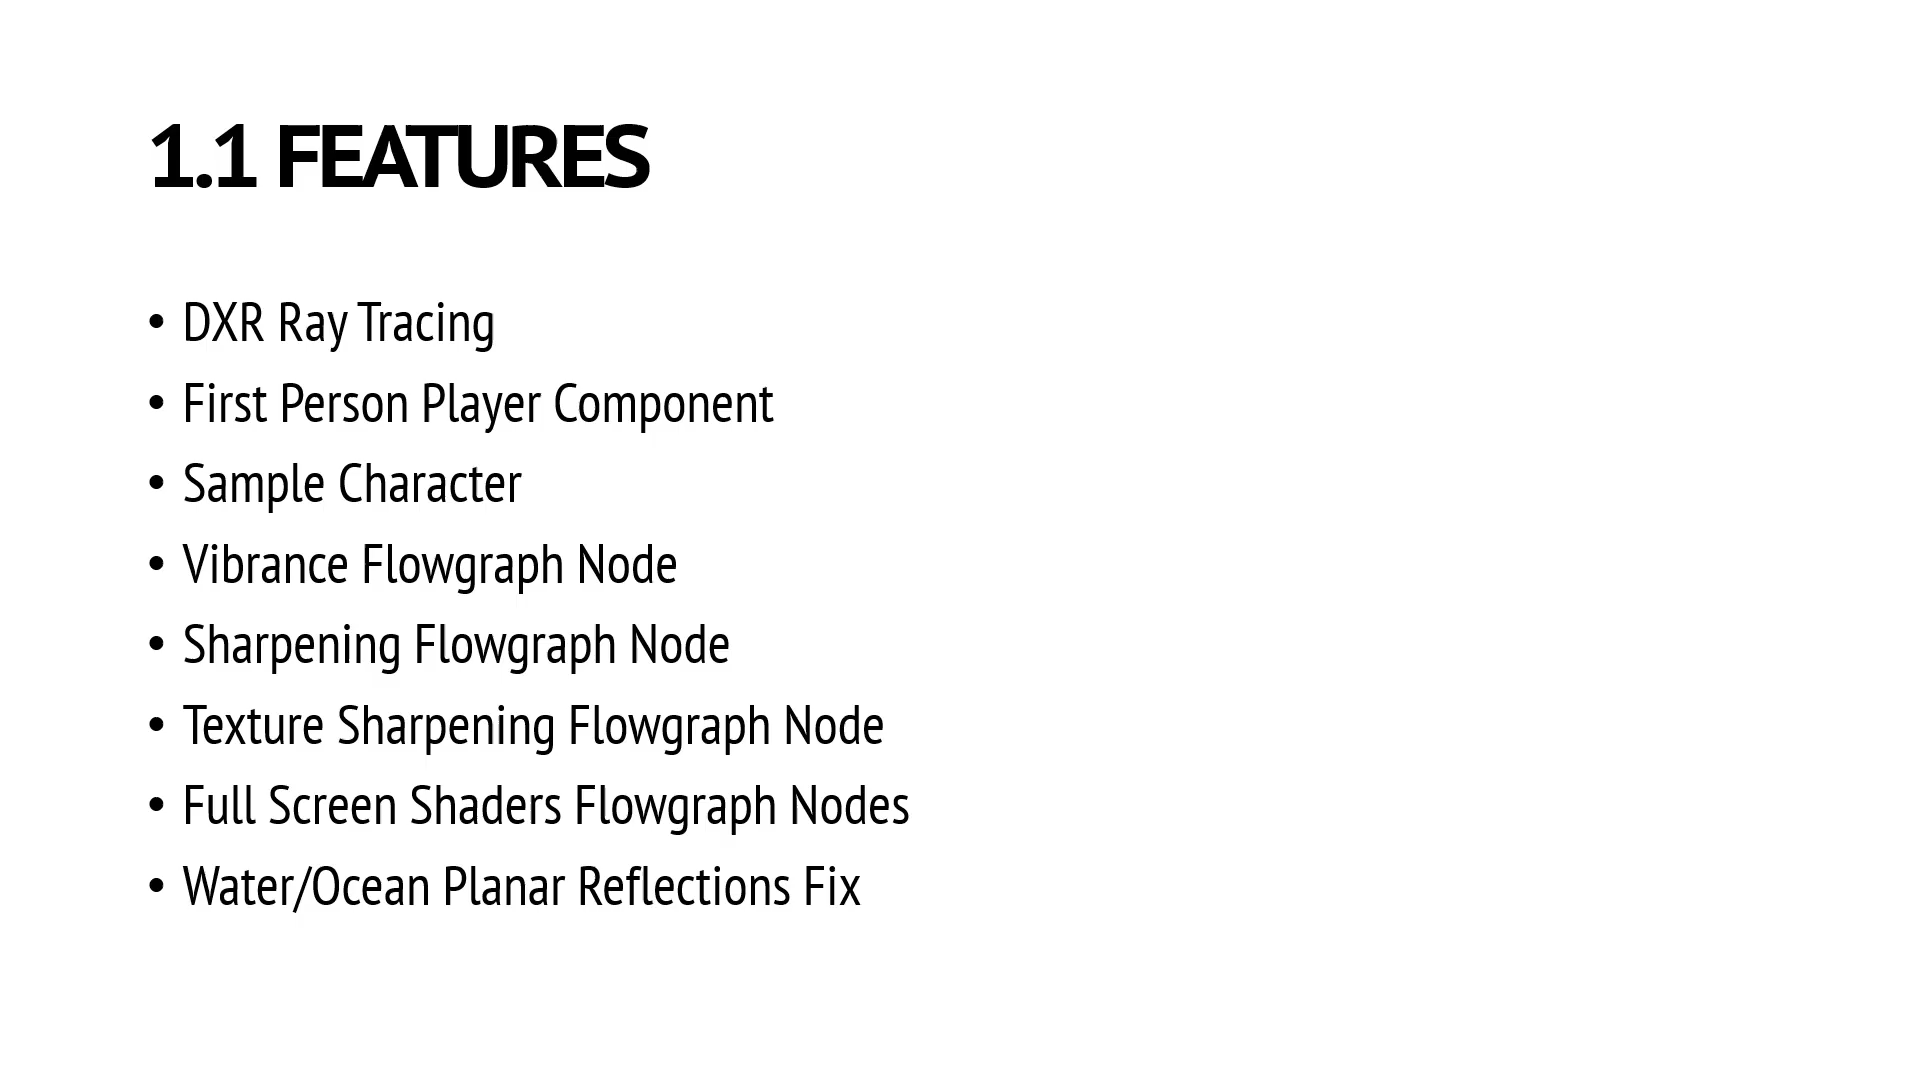 1.1 FEATURES
• DXR Ray Tracing
• First Person Player Component
• Sample Character
• Vibrance Flowgraph Node
• Sharpening Flowgraph Node
• Texture Sharpening Flowgraph Node
• Full Screen Shaders Flowgraph Nodes
• Water/Ocean Planar Reflections Fix